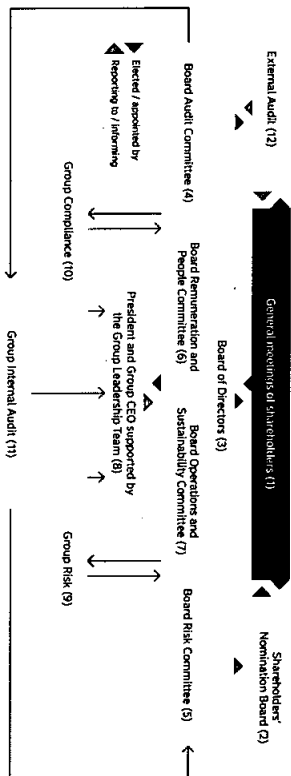 General meetings of shareholders (1)
External Audit (12)
Shareholders'
Nomination Board (2)
Board of Directors (3)
Board Audit Committee (4)
Board Remuneration and
People Committee (6)
Board Operations and
Sustainability Committee (7)
Board Risk Committee (5)
Elected / appointed by
Reporting to / informing
President and Group CEO supported by
the Group Leadership Team (8)
Group Compliance (10)
Group Risk (9)
Group Internal Audit (11)